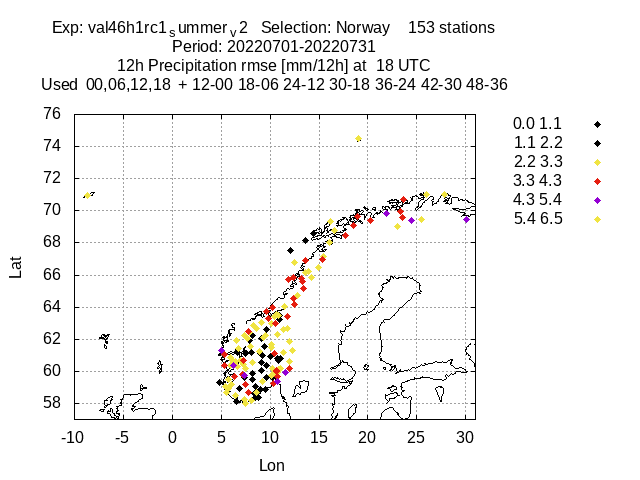 Exp: val46h1rc1summerv2 Selection: Norway 153 stations
Period: 20220701-20220731
12h Precipitation rmse [mm/12h] at 18 UTC
Used 00,06,12,18 + 12-00 18-06 24-12 30-18 36-24 42-30 48-36
76
74
72
70
68
66
64
62
60
58
Lat
-10 -5 0 5 10 15 20 25 30
Lon
0.0 1.1
1.1 2.2
2.2 3.3
3.3 4.3
4.3 5.4
5.4 6.5